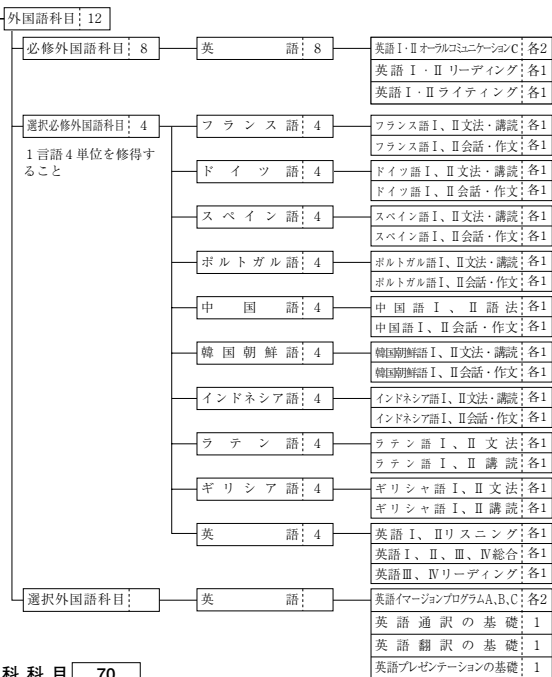 外国語科目 12
必修外国語科目 8 英語 8 英語Ⅰ・ⅡオーラルコミュニケーションC 各2
英語Ⅰ・Ⅱリーディング 各1
英語Ⅰ・Ⅱライティング 各1
選択必修外国語科目 4 フランス語 4 フランス語Ⅰ、Ⅱ文法・講読 各1
フランス語Ⅰ、Ⅱ会話・作文 各1
1言語4単位を修得す
ること
ドイツ語 4 ドイツ語Ⅰ、Ⅱ文法・講読 各1
ドイツ語Ⅰ、Ⅱ会話・作文 各1
スペイン語 4 スペイン語Ⅰ、Ⅱ文法・講読 各1
スペイン語Ⅰ、Ⅱ会話・作文 各1
ポルトガル語 4 ポルトガル語Ⅰ、Ⅱ文法・講読 各1
ポルトガル語Ⅰ、Ⅱ会話・作文 各1
中国語 4 中国語Ⅰ、Ⅱ語法 各1
中国語Ⅰ、Ⅱ会話・作文 各1
韓国朝鮮語 4 韓国朝鮮語Ⅰ、Ⅱ文法・講読 各1
韓国朝鮮語Ⅰ、Ⅱ会話・作文 各1
インドネシア語 4 インドネシア語Ⅰ、Ⅱ文法・講読 各1
インドネシア語Ⅰ、Ⅱ会話・作文 各1
ラテン語 4 ラテン語Ⅰ、Ⅱ文法 各1
ラテン語Ⅰ、Ⅱ講読 各1
ギリシア語 4 ギリシャ語Ⅰ、Ⅱ文法 各1
ギリシャ語Ⅰ、Ⅱ講読 各1
英語 4 英語Ⅰ、Ⅱリスニング 各1
英語Ⅰ、Ⅱ、Ⅲ、Ⅳ総合 各1
英語Ⅲ、Ⅳリーディング 各1
選択外国語科目 英語 英語イマージョンプログラムA,B,C 各2
英語通訳の基礎 1
英語翻訳の基礎 1
英語プレゼンテーションの基礎 1
科科目 70